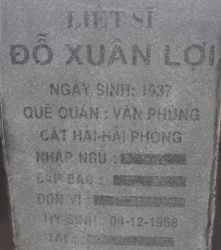 LIỆT SĨ
ĐỖ XUÂN LỢI
NGÀY SINH: 1937
QUÊ QUÁN: VĂN PHONG
CÁT HẢI-HẢI PHÒNG
NHẬP NGŨ:
CẤP BẬC:
ĐƠN VỊ:
HY SINH: 04-12-1968
TẠI: